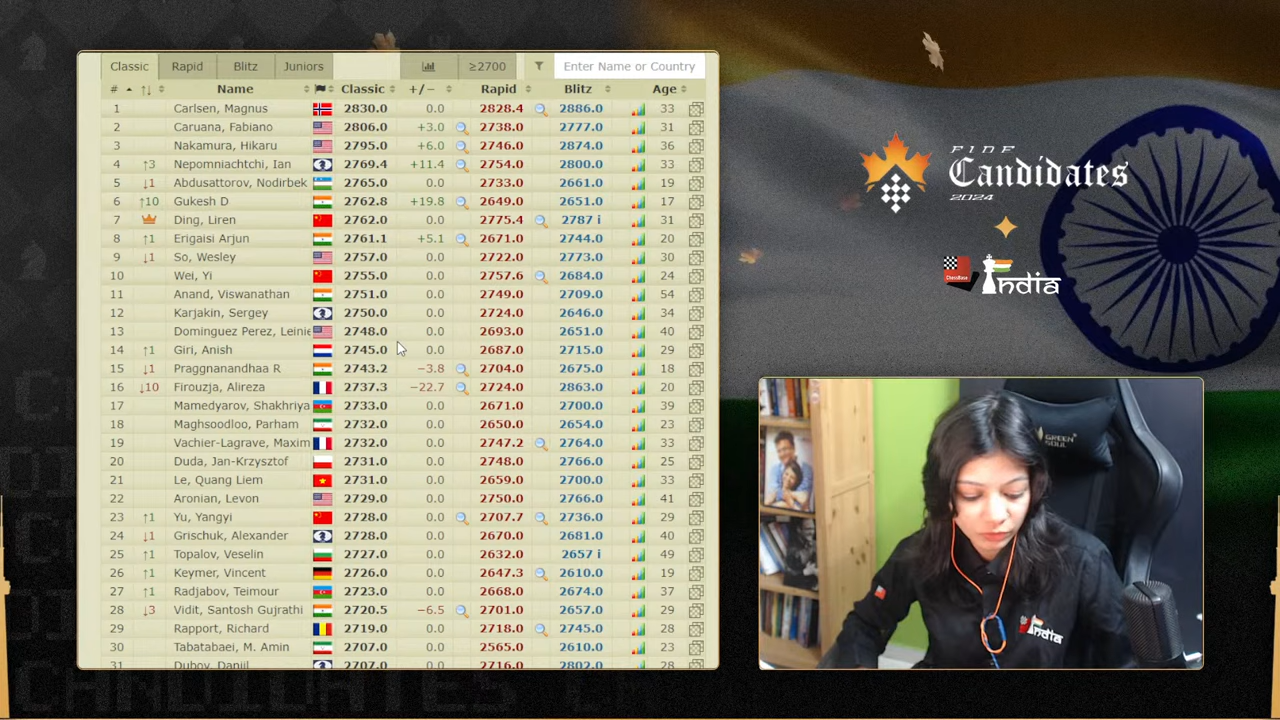 Classic Rapid Blitz Juniors ≥2700 Enter Name or Country
# ↑↓ Name Classic +/− Rapid Blitz Age
1 Carlsen, Magnus 2830.0 0.0 2828.4 2886.0 33
2 Caruana, Fabiano 2806.0 +3.0 2738.0 2777.0 31
3 Nakamura, Hikaru 2795.0 +6.0 2746.0 2874.0 36
4 ↑3 Nepomniachtchi, Ian 2769.4 +11.4 2754.0 2800.0 33
5 ↓1 Abdusattorov, Nodirbek 2765.0 0.0 2733.0 2661.0 19
6 ↑10 Gukesh D 2762.8 +19.8 2649.0 2651.0 17
7 Ding, Liren 2762.0 0.0 2775.4 2787 i 31
8 ↑1 Erigaisi Arjun 2761.1 +5.1 2671.0 2744.0 20
9 ↓1 So, Wesley 2757.0 0.0 2722.0 2773.0 30
10 Wei, Yi 2755.0 0.0 2757.6 2684.0 24
11 Anand, Viswanathan 2751.0 0.0 2749.0 2709.0 54
12 Karjakin, Sergey 2750.0 0.0 2724.0 2646.0 34
13 Dominguez Perez, Leinie 2748.0 0.0 2693.0 2651.0 40
14 ↑1 Giri, Anish 2745.0 0.0 2687.0 2715.0 29
15 ↓1 Praggnanandhaa R 2743.2 −3.8 2704.0 2675.0 18
16 ↓10 Firouzja, Alireza 2737.3 −22.7 2724.0 2863.0 20
17 Mamedyarov, Shakhriya 2733.0 0.0 2671.0 2700.0 39
18 Maghsoodloo, Parham 2732.0 0.0 2650.0 2654.0 23
19 Vachier-Lagrave, Maxim 2732.0 0.0 2747.2 2764.0 33
20 Duda, Jan-Krzysztof 2731.0 0.0 2748.0 2766.0 25
21 Le, Quang Liem 2731.0 0.0 2659.0 2700.0 33
22 Aronian, Levon 2729.0 0.0 2750.0 2766.0 41
23 ↑1 Yu, Yangyi 2728.0 0.0 2707.7 2736.0 29
24 ↓1 Grischuk, Alexander 2728.0 0.0 2670.0 2681.0 40
25 ↑1 Topalov, Veselin 2727.0 0.0 2632.0 2657 i 49
26 ↑1 Keymer, Vincent 2726.0 0.0 2647.3 2610.0 19
27 ↑1 Radjabov, Teimour 2723.0 0.0 2668.0 2674.0 37
28 ↓3 Vidit, Santosh Gujrathi 2720.5 −6.5 2701.0 2657.0 29
29 Rapport, Richard 2719.0 0.0 2718.0 2745.0 28
30 Tabatabaei, M. Amin 2707.0 0.0 2565.0 2610.0 23
31 Dubov, Daniil 2707.0 0.0 2716.0 2802.0 28
FIDE
Candidates
2024
ChessBase
India
GREEN
SOUL
India
CANDIDATES